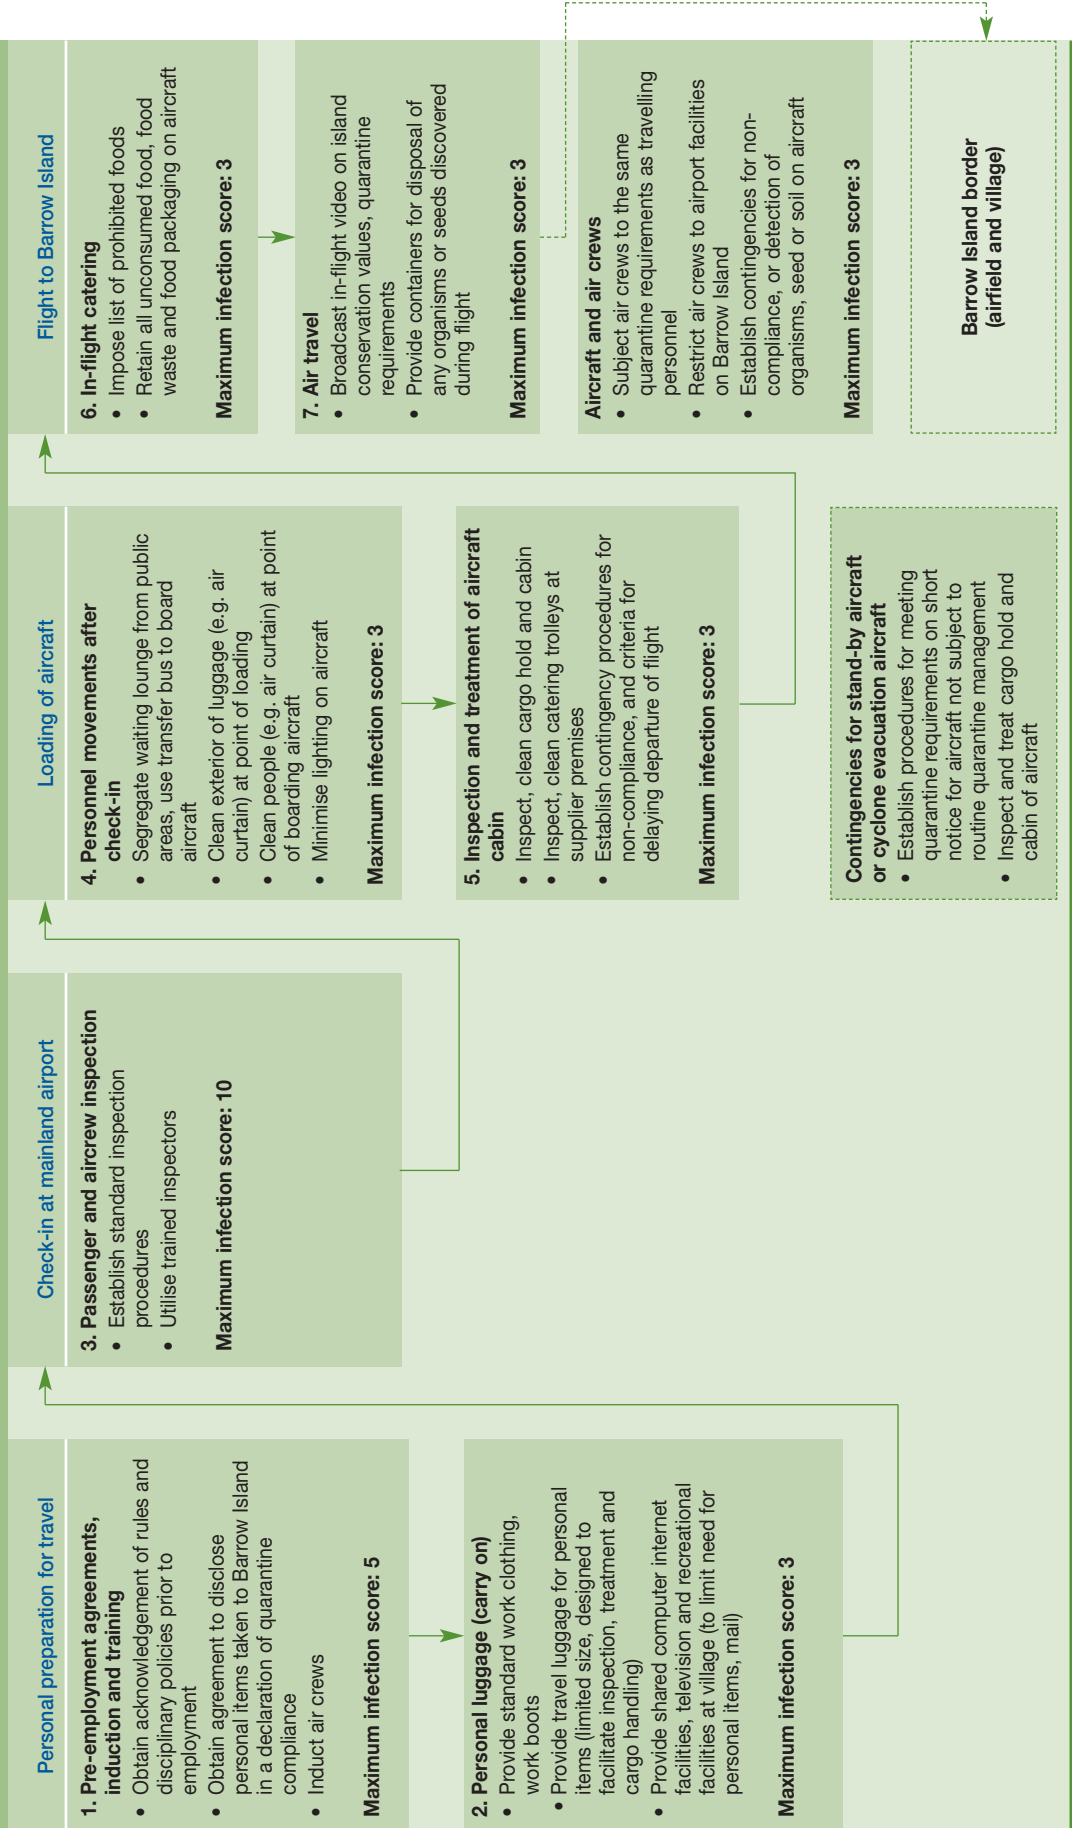 Personal preparation for travel
1. Pre-employment agreements,
induction and training
• Obtain acknowledgement of rules and
disciplinary policies prior to
employment
• Obtain agreement to disclose
personal items taken to Barrow Island
in a declaration of quarantine
compliance
• Induct air crews
Maximum infection score: 5
2. Personal luggage (carry on)
• Provide standard work clothing,
work boots
• Provide travel luggage for personal
items (limited size, designed to
facilitate inspection, treatment and
cargo handling)
• Provide shared computer internet
facilities, television and recreational
facilities at village (to limit need for
personal items, mail)
Maximum infection score: 3
Check-in at mainland airport
3. Passenger and aircrew inspection
• Establish standard inspection
procedures
• Utilise trained inspectors
Maximum infection score: 10
Loading of aircraft
4. Personnel movements after
check-in
• Segregate waiting lounge from public
areas, use transfer bus to board
aircraft
• Clean exterior of luggage (e.g. air
curtain) at point of loading
• Clean people (e.g. air curtain) at point
of boarding aircraft
• Minimise lighting on aircraft
Maximum infection score: 3
5. Inspection and treatment of aircraft
cabin
• Inspect, clean cargo hold and cabin
• Inspect, clean catering trolleys at
supplier premises
• Establish contingency procedures for
non-compliance, and criteria for
delaying departure of flight
Maximum infection score: 3
Contingencies for stand-by aircraft
or cyclone evacuation aircraft
• Establish procedures for meeting
quarantine requirements on short
notice for aircraft not subject to
routine quarantine management
• Inspect and treat cargo hold and
cabin of aircraft
Flight to Barrow Island
6. In-flight catering
• Impose list of prohibited foods
• Retain all unconsumed food, food
waste and food packaging on aircraft
Maximum infection score: 3
7. Air travel
• Broadcast in-flight video on island
conservation values, quarantine
requirements
• Provide containers for disposal of
any organisms or seeds discovered
during flight
Maximum infection score: 3
Aircraft and air crews
• Subject air crews to the same
quarantine requirements as travelling
personnel
• Restrict air crews to airport facilities
on Barrow Island
• Establish contingencies for non-
compliance, or detection of
organisms, seed or soil on aircraft
Maximum infection score: 3
Barrow Island border
(airfield and village)